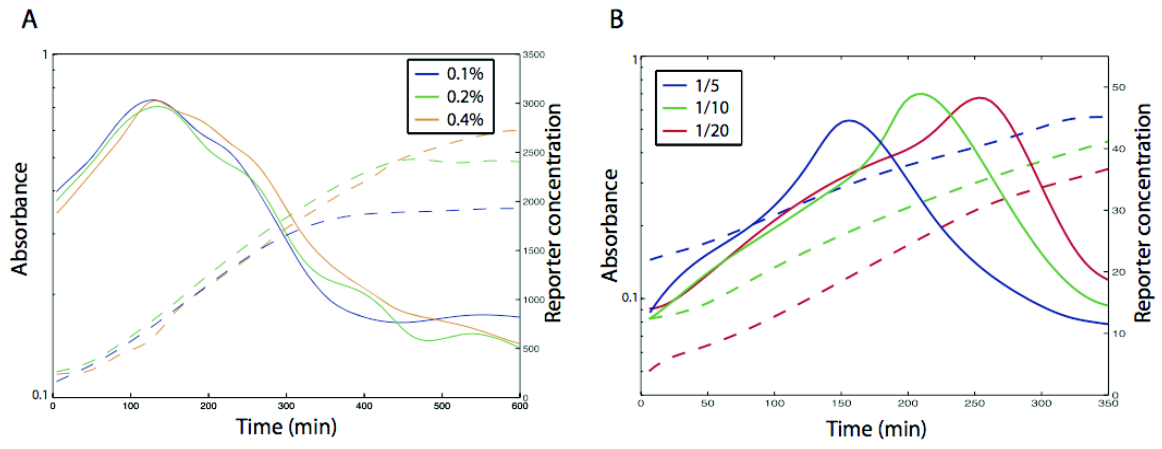 A
B
1
0.1
Absorbance
0 100 200 300 400 500 600
Time (min)
3500
3000
2500
2000
1500
1000
500
0
Reporter concentration
0.1%
0.2%
0.4%
1
0.1
Absorbance
0 50 100 150 200 250 300 350
Time (min)
50
40
30
20
10
0
Reporter concentration
1/5
1/10
1/20